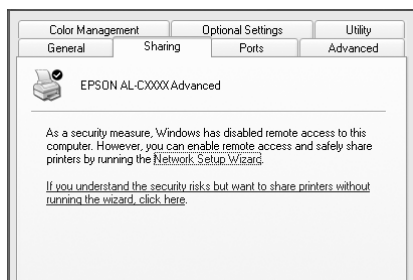 Color Management Optional Settings Utility
General Sharing Ports Advanced
EPSON AL-CXXXX Advanced
As a security measure, Windows has disabled remote access to this
computer. However, you can enable remote access and safely share
printers by running the Network Setup Wizard.
If you understand the security risks but want to share printers without
running the wizard, click here.